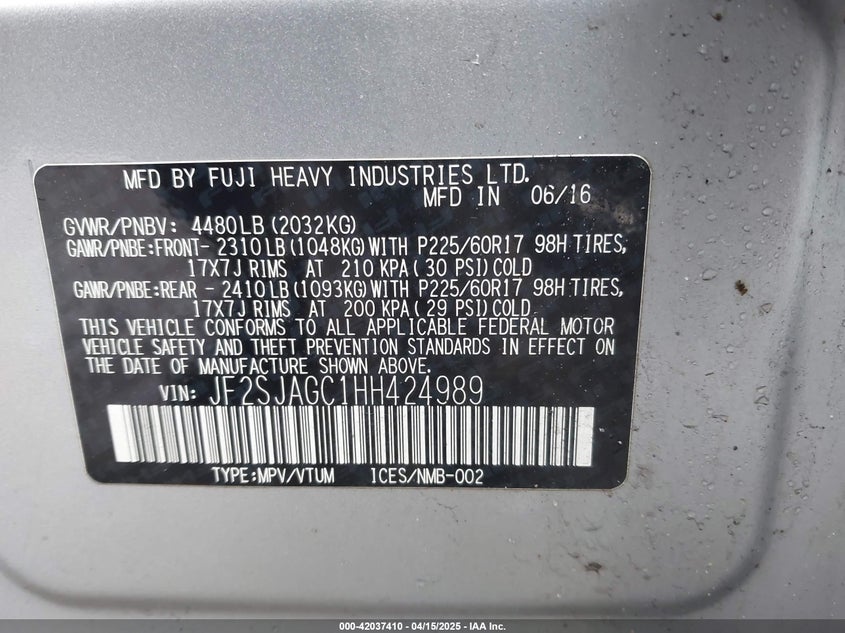 MFD BY FUJI HEAVY INDUSTRIES LTD.
MFD IN 06/16
GVWR/PNBV: 4480LB (2032KG)
GAWR/PNBE:FRONT- 2310LB (1048KG) WITH P225/60R17 98H TIRES,
17X7J RIMS AT 210 KPA ( 30 PSI) COLD
GAWR/PNBE:REAR - 2410LB (1093KG) WITH P225/60R17 98H TIRES,
17X7J RIMS AT 200 KPA ( 29 PSI) COLD
THIS VEHICLE CONFORMS TO ALL APPLICABLE FEDERAL MOTOR
VEHICLE SAFETY AND THEFT PREVENTION STANDARDS IN EFFECT ON
THE DATE OF MANUFACTURE SHOWN ABOVE.
VIN: JF2SJAGC1HH424989
TYPE:MPV/VTUM ICES/NMB-002
000-42037410 - 04/15/2025 - IAA Inc.